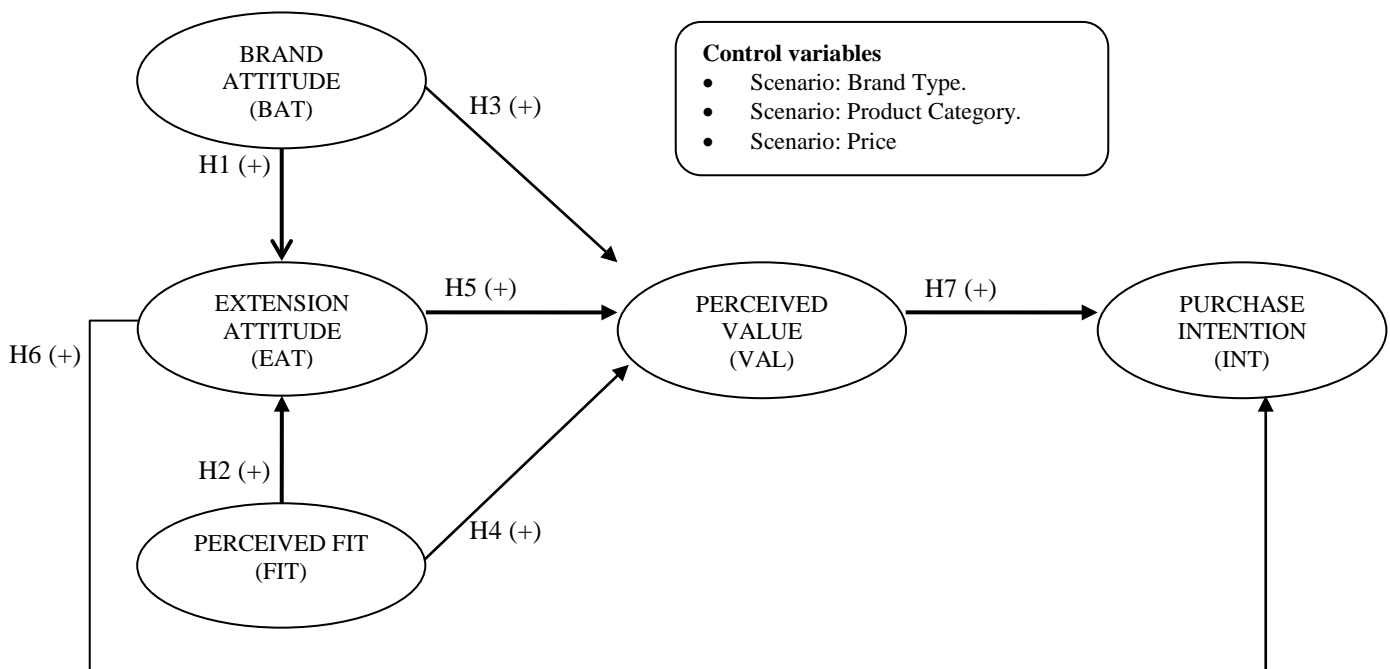 BRAND
ATTITUDE
(BAT)
Control variables
• Scenario: Brand Type.
• Scenario: Product Category.
• Scenario: Price
H3 (+)
H1 (+)
EXTENSION
ATTITUDE
(EAT)
H5 (+)
PERCEIVED
VALUE
(VAL)
H7 (+)
PURCHASE
INTENTION
(INT)
H6 (+)
H2 (+)
H4 (+)
PERCEIVED FIT
(FIT)